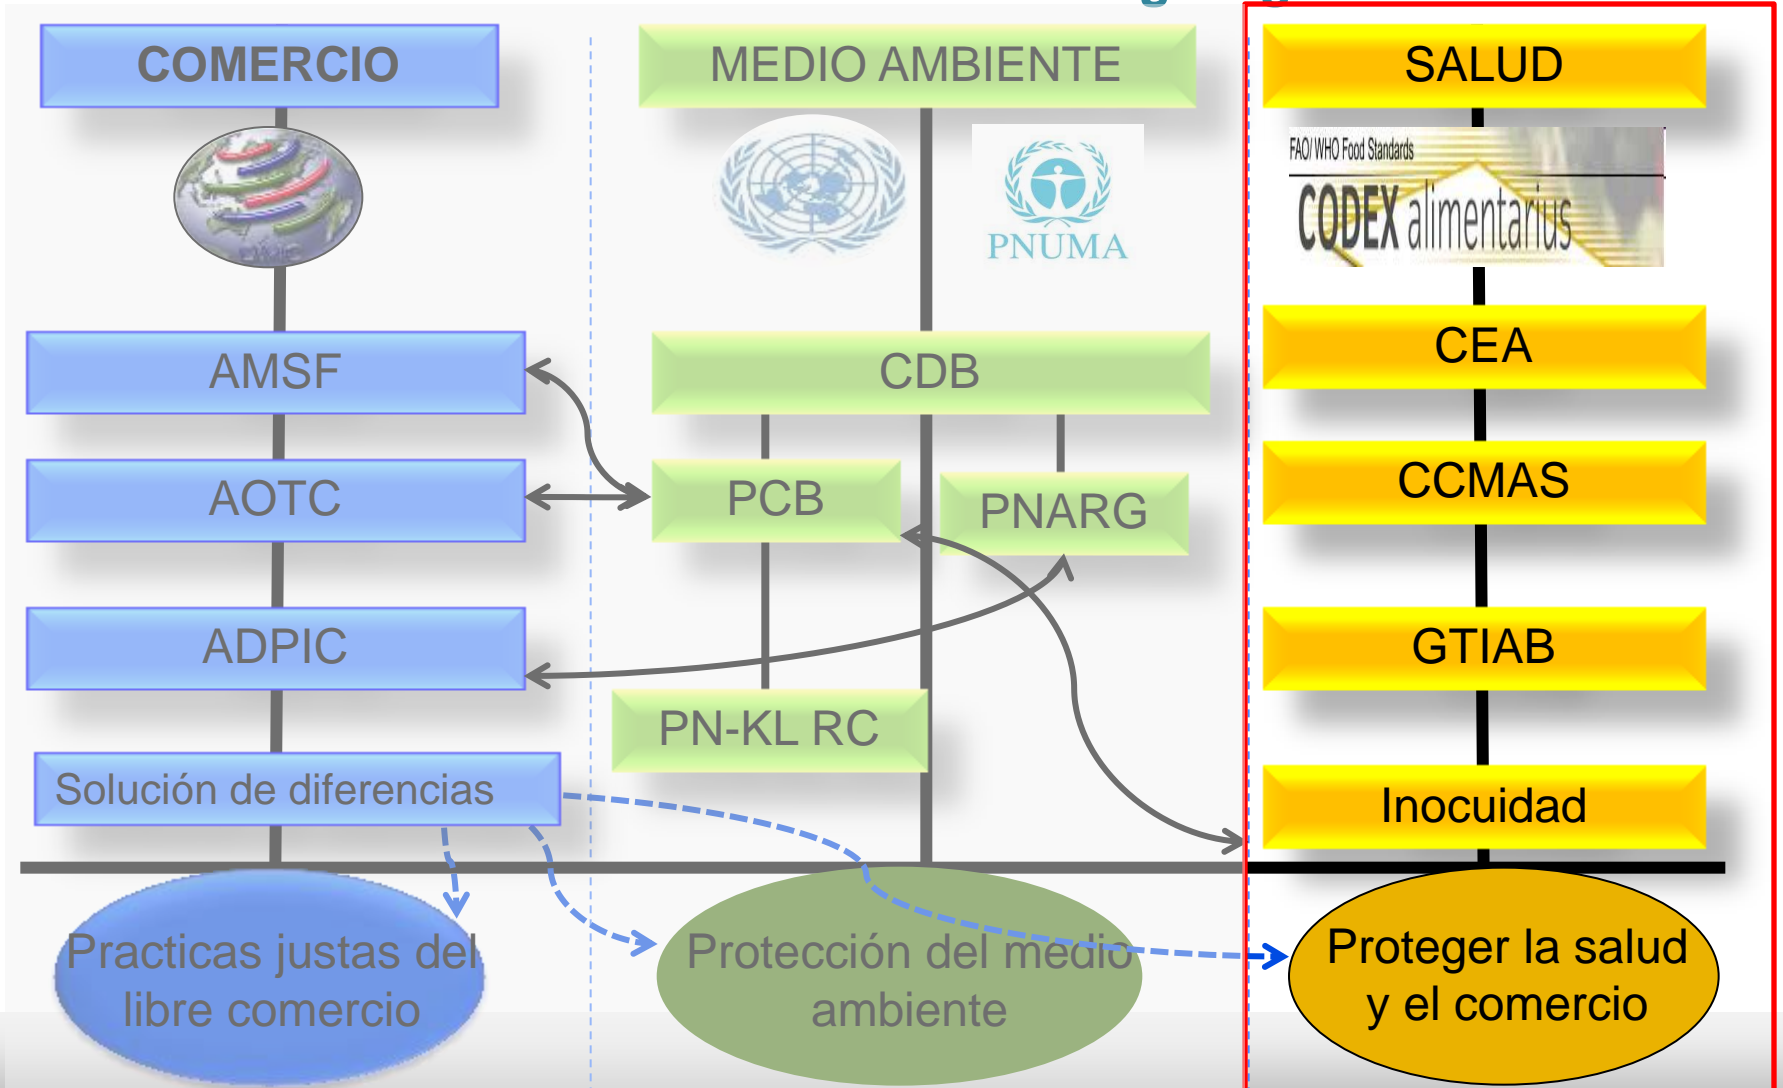 COMERCIO
AMSF
AOTC
ADPIC
Solución de diferencias
Practicas justas del
libre comercio
MEDIO AMBIENTE
PNUMA
CDB
PCB
PNARG
PN-KL RC
Protección del medio
ambiente
SALUD
FAO/ WHO Food Standards
CODEX alimentarius
CEA
CCMAS
GTIAB
Inocuidad
Proteger la salud
y el comercio